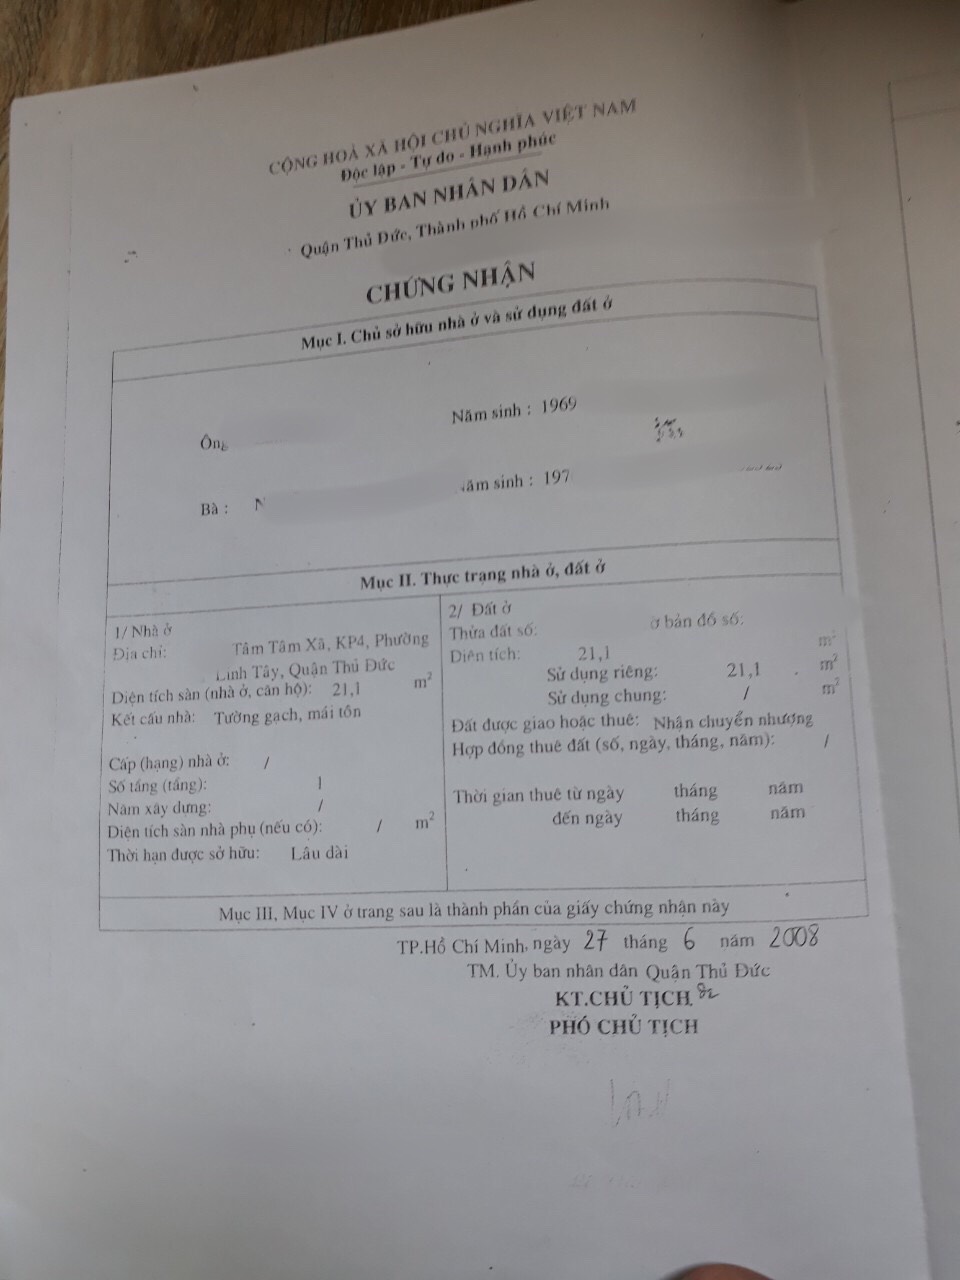 CỘNG HOÀ XÃ HỘI CHỦ NGHĨA VIỆT NAM
Độc lập - Tự do - Hạnh phúc
ỦY BAN NHÂN DÂN
Quận Thủ Đức, Thành phố Hồ Chí Minh
CHỨNG NHẬN
Mục I. Chủ sở hữu nhà ở và sử dụng đất ở
Ông
Năm sinh : 1969
Bà : N
Năm sinh : 197
Mục II. Thực trạng nhà ở, đất ở
1/ Nhà ở
Địa chỉ: Tâm Tâm Xã, KP4, Phường
Linh Tây, Quận Thủ Đức
Diện tích sàn (nhà ở, căn hộ): 21,1 m²
Kết cấu nhà: Tường gạch, mái tôn
Cấp (hạng) nhà ở: /
Số tầng (tầng): 1
Năm xây dựng: /
Diện tích sàn nhà phụ (nếu có): / m²
Thời hạn được sở hữu: Lâu dài
2/ Đất ở
Thửa đất số: ờ bản đồ số:
Diện tích: 21,1 m²
Sử dụng riêng: 21,1 m²
Sử dụng chung: / m²
Đất được giao hoặc thuê: Nhận chuyển nhượng
Hợp đồng thuê đất (số, ngày, tháng, năm): /
Thời gian thuê từ ngày tháng năm
đến ngày tháng năm
Mục III, Mục IV ở trang sau là thành phần của giấy chứng nhận này
TP.Hồ Chí Minh, ngày 27 tháng 6 năm 2008
TM. Ủy ban nhân dân Quận Thủ Đức
KT.CHỦ TỊCH
PHÓ CHỦ TỊCH